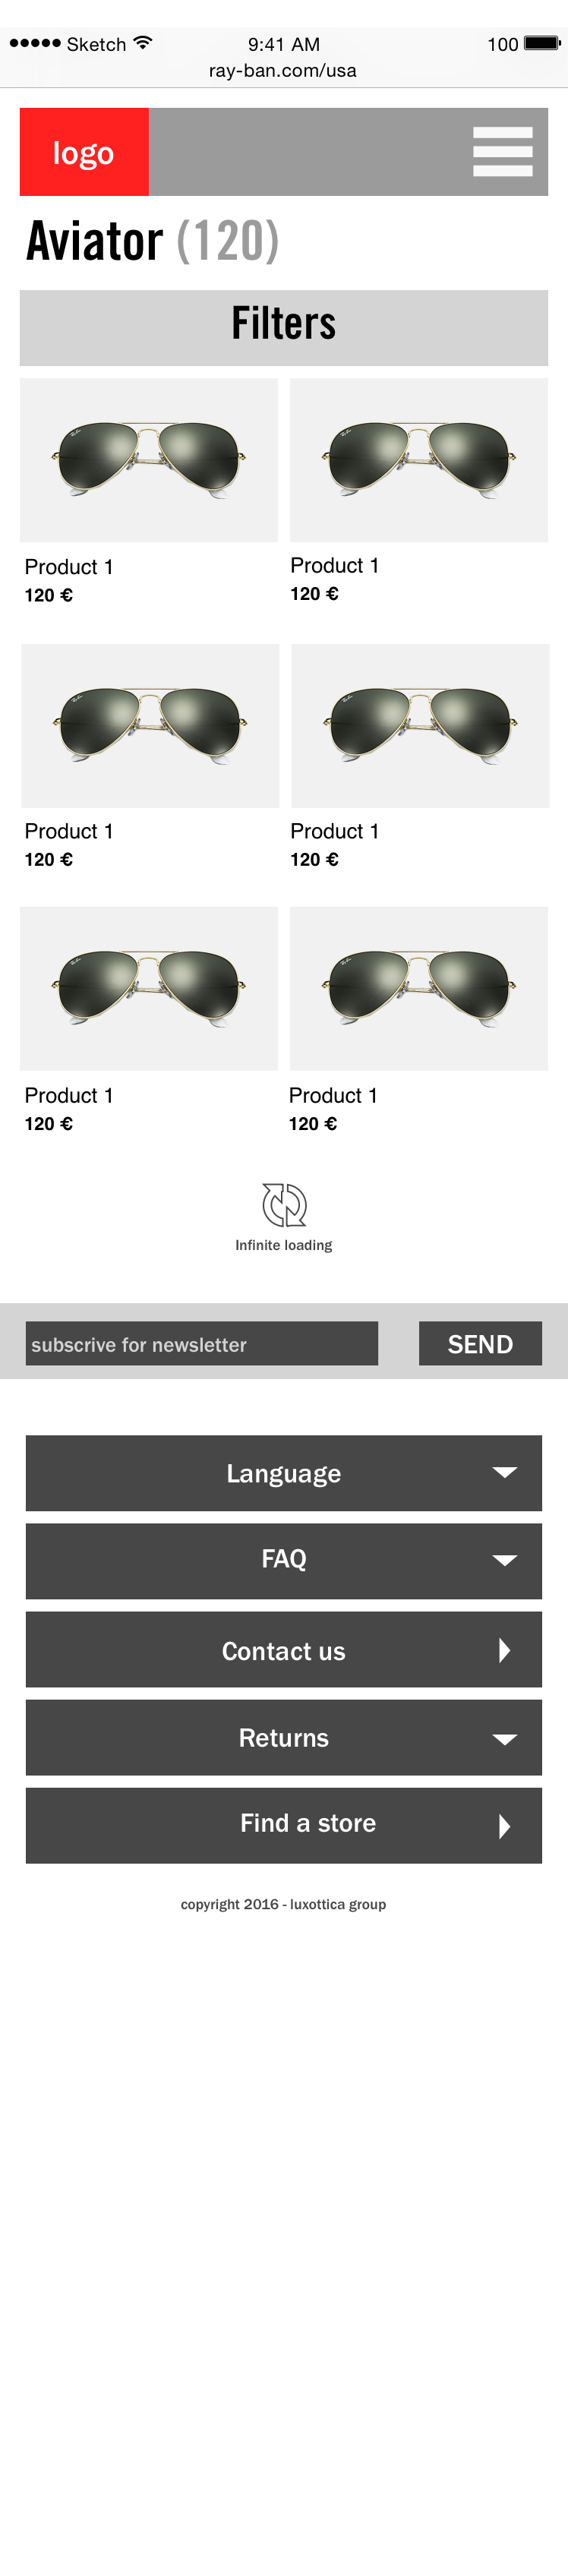 Sketch 9:41 AM 100
ray-ban.com/usa
logo
Aviator (120)
Filters
Product 1 Product 1
120 € 120 €
Product 1 Product 1
120 € 120 €
Product 1 Product 1
120 € 120 €
Infinite loading
subscrive for newsletter SEND
Language
FAQ
Contact us
Returns
Find a store
copyright 2016 - luxottica group